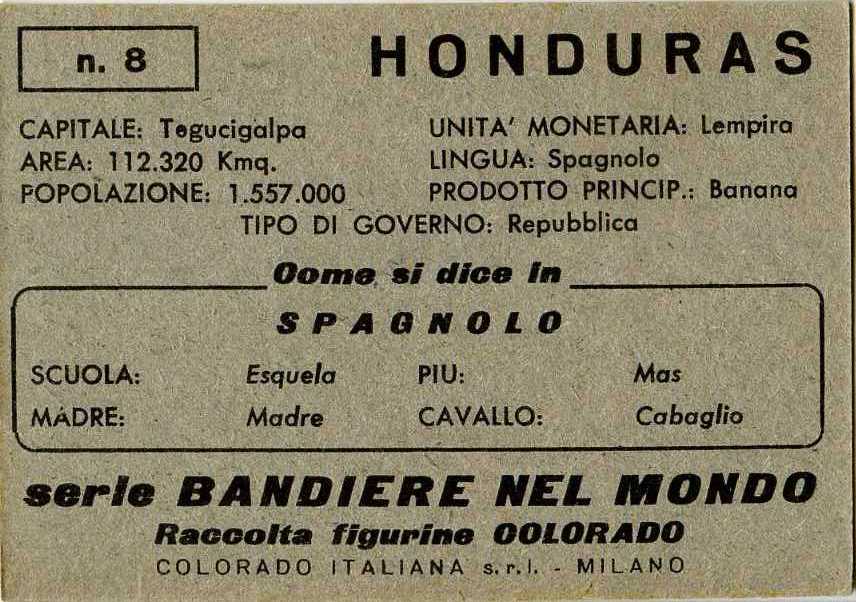 n. 8
HONDURAS
CAPITALE: Tegucigalpa
UNITA' MONETARIA: Lempira
AREA: 112.320 Kmq.
LINGUA: Spagnolo
POPOLAZIONE: 1.557.000
PRODOTTO PRINCIP.: Banana
TIPO DI GOVERNO: Repubblica
Come si dice in
SPAGNOLO
SCUOLA: Esquela PIU: Mas
MADRE: Madre CAVALLO: Cabaglio
serie BANDIERE NEL MONDO
Raccolta figurine COLORADO
COLORADO ITALIANA s.r.l. - MILANO